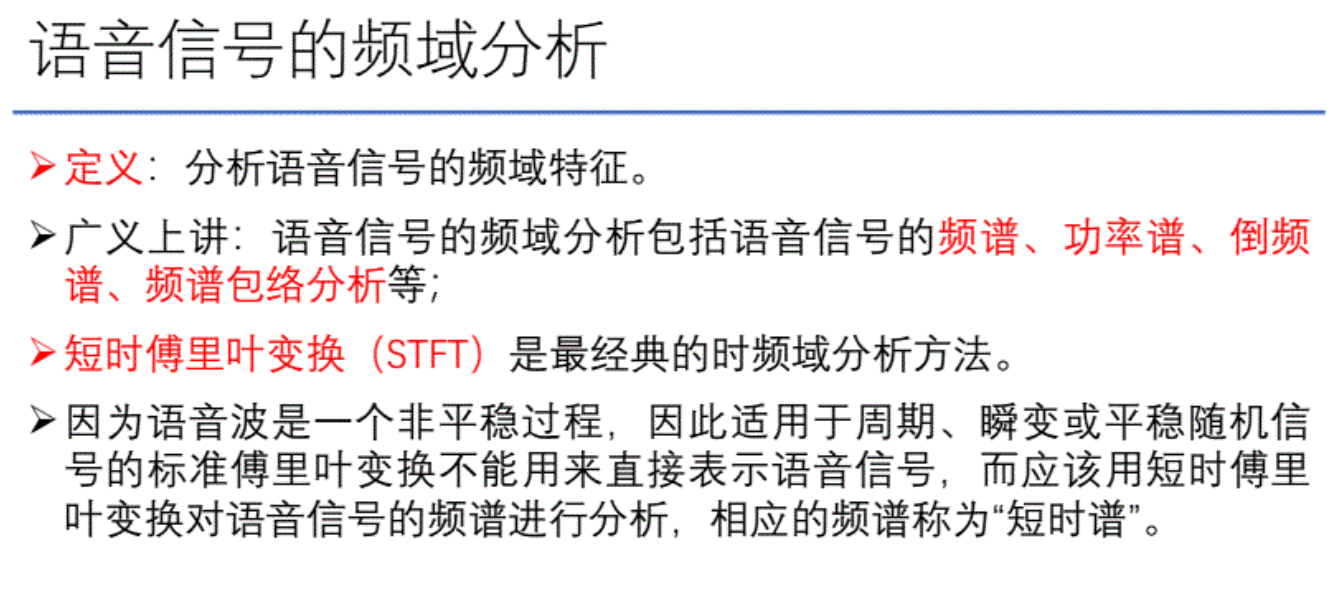 语音信号的频域分析
➢定义：分析语音信号的频域特征。
➢广义上讲：语音信号的频域分析包括语音信号的频谱、功率谱、倒频
谱、频谱包络分析等；
➢短时傅里叶变换（STFT）是最经典的时频域分析方法。
➢因为语音波是一个非平稳过程，因此适用于周期、瞬变或平稳随机信
号的标准傅里叶变换不能用来直接表示语音信号，而应该用短时傅里
叶变换对语音信号的频谱进行分析，相应的频谱称为“短时谱”。